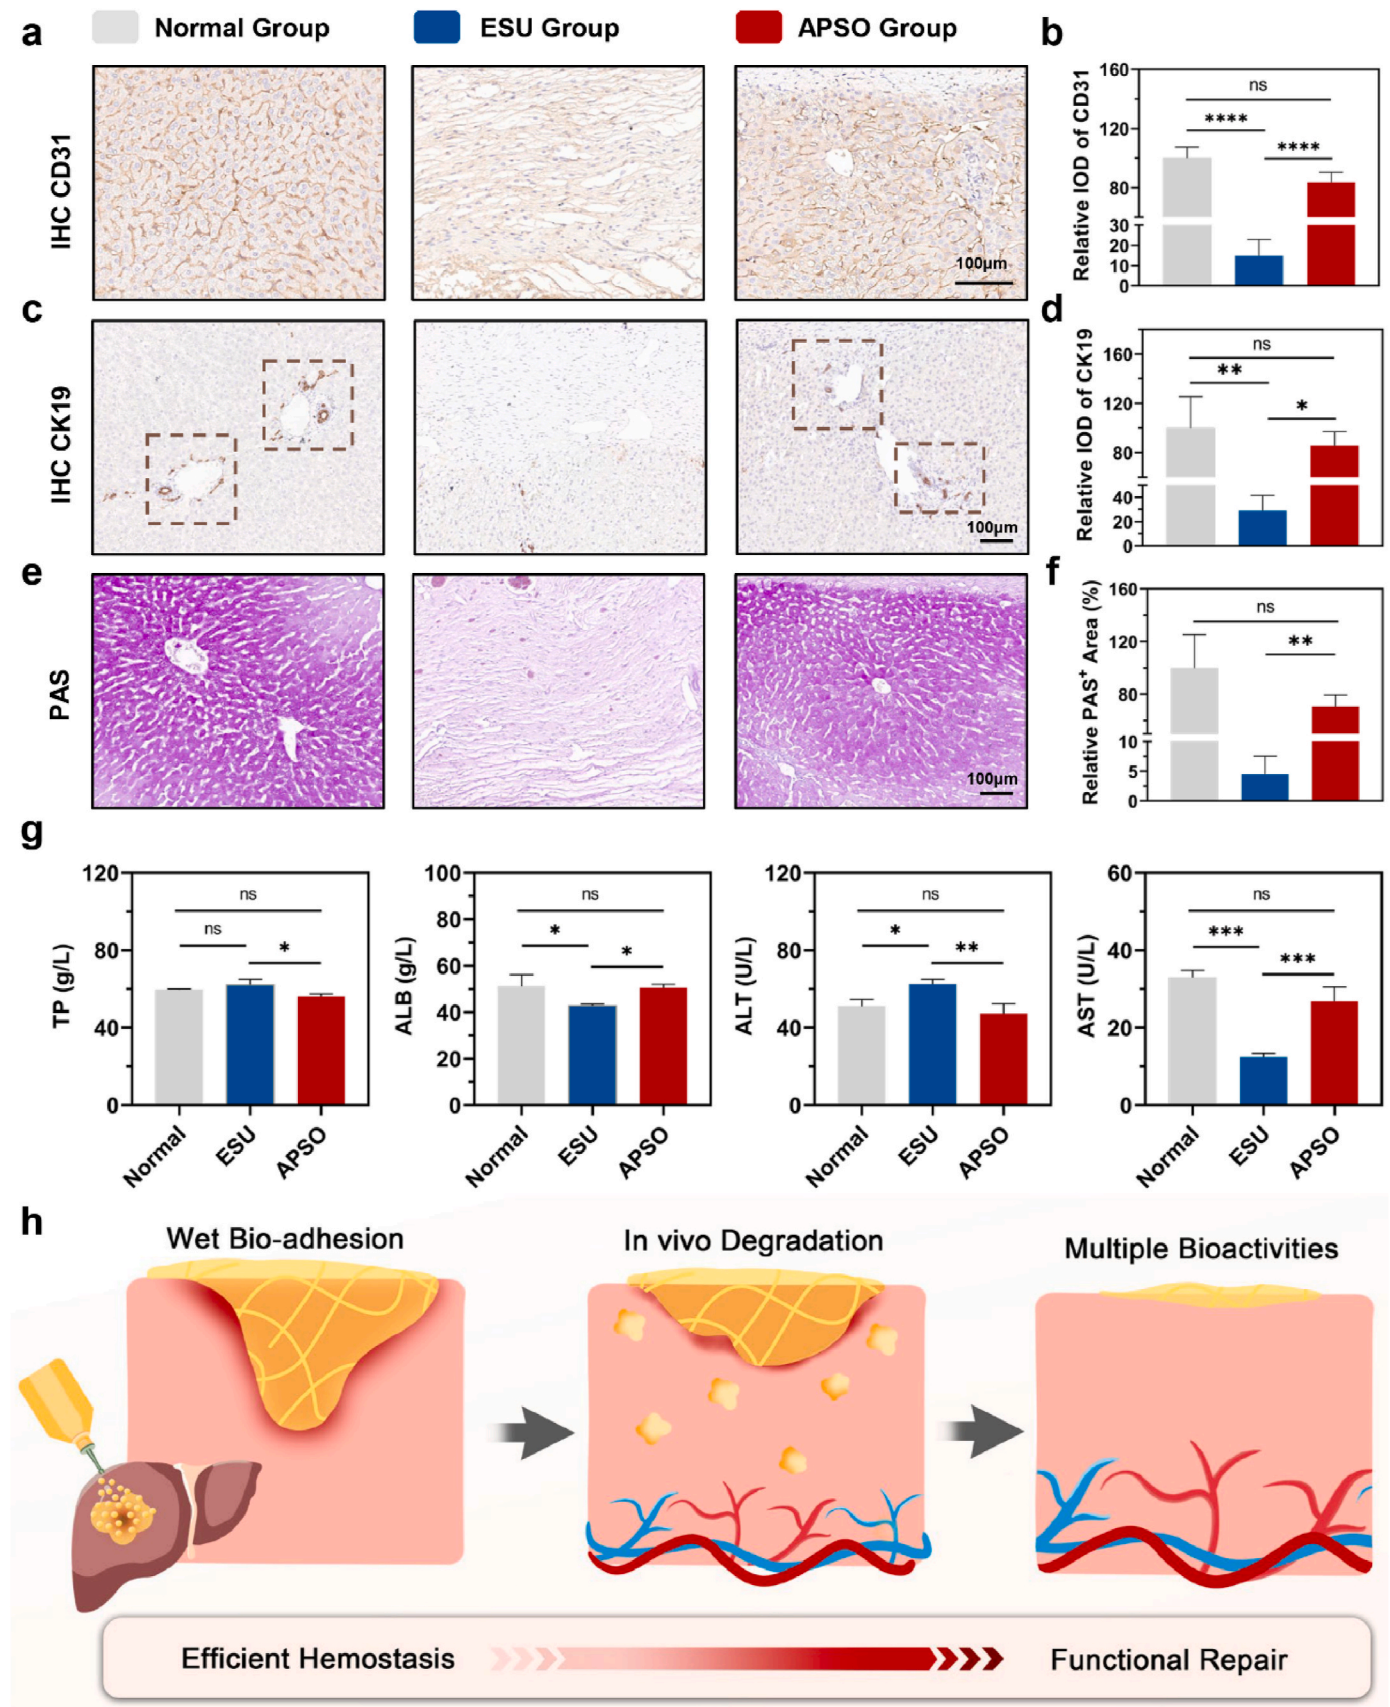 a
Normal Group
ESU Group
APSO Group
IHC CD31
100μm
b
Relative IOD of CD31
160
120
80
30
20
10
0
ns
****
****
c
IHC CK19
100μm
d
Relative IOD of CK19
160
120
80
40
20
0
ns
**
*
e
PAS
100μm
f
Relative PAS+ Area (%)
160
120
80
10
5
0
ns
**
g
TP (g/L)
120
80
40
0
ns
ns
*
Normal
ESU
APSO
ALB (g/L)
100
80
60
40
20
0
ns
*
*
Normal
ESU
APSO
ALT (U/L)
120
80
40
0
ns
*
**
Normal
ESU
APSO
AST (U/L)
60
40
20
0
ns
***
***
Normal
ESU
APSO
h
Wet Bio-adhesion
In vivo Degradation
Multiple Bioactivities
Efficient Hemostasis
Functional Repair